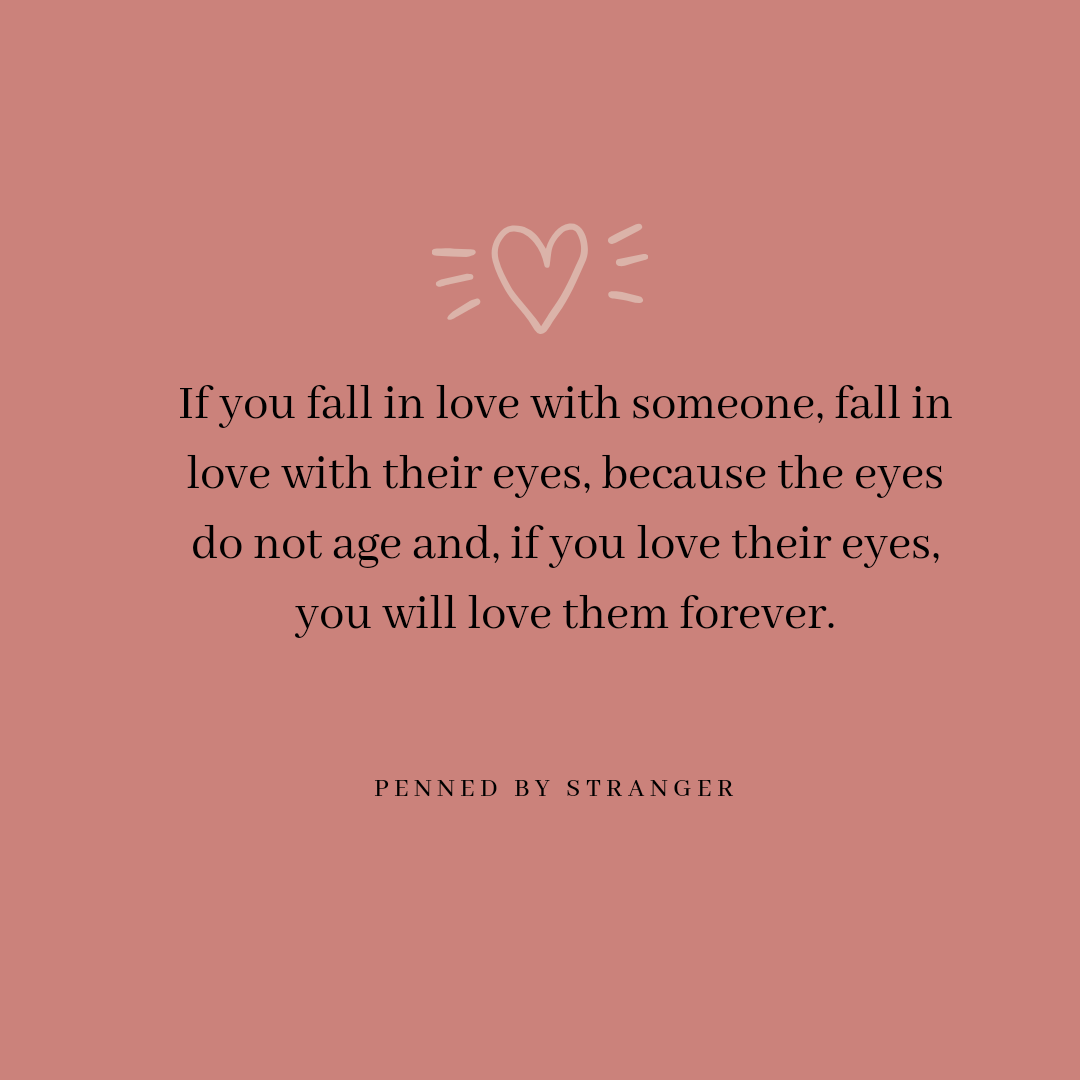 If you fall in love with someone, fall in
love with their eyes, because the eyes
do not age and, if you love their eyes,
you will love them forever.
PENNED BY STRANGER